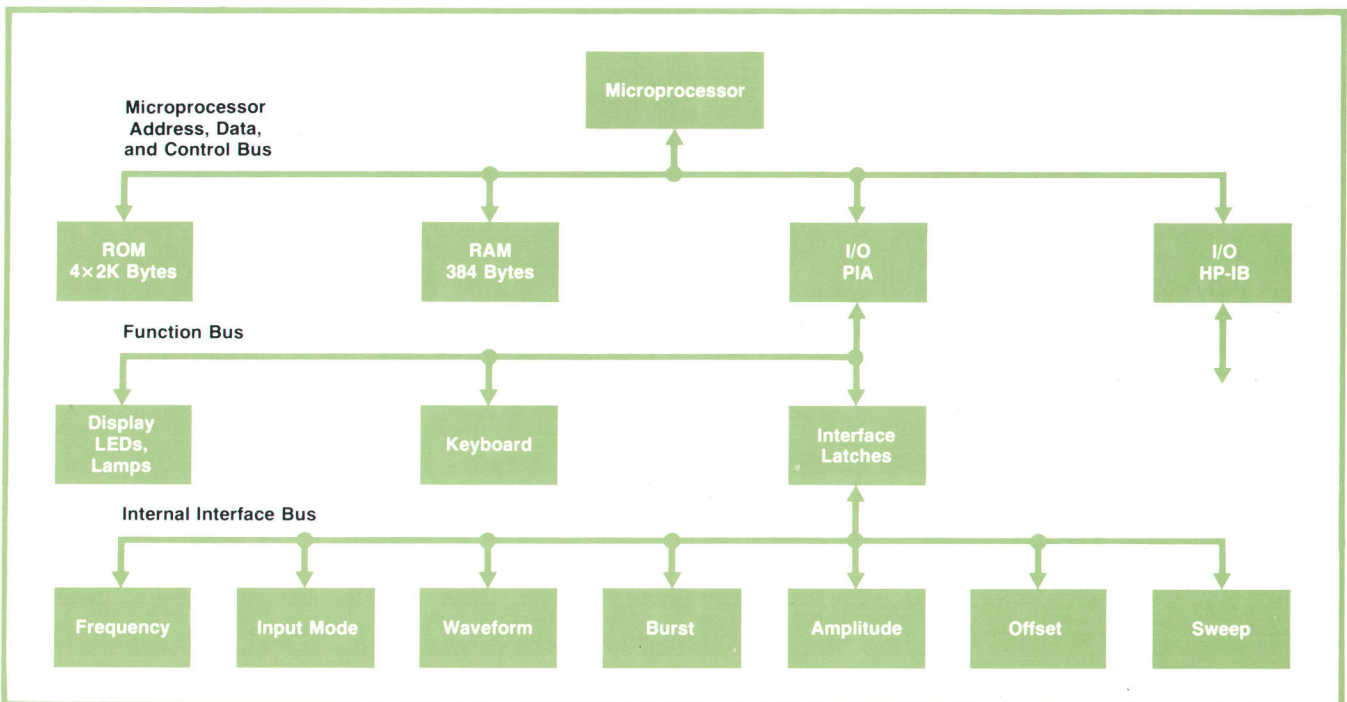 Microprocessor
Microprocessor
Address, Data,
and Control Bus
ROM
4×2K Bytes
RAM
384 Bytes
I/O
PIA
I/O
HP-IB
Function Bus
Display
LEDs,
Lamps
Keyboard
Interface
Latches
Internal Interface Bus
Frequency
Input Mode
Waveform
Burst
Amplitude
Offset
Sweep